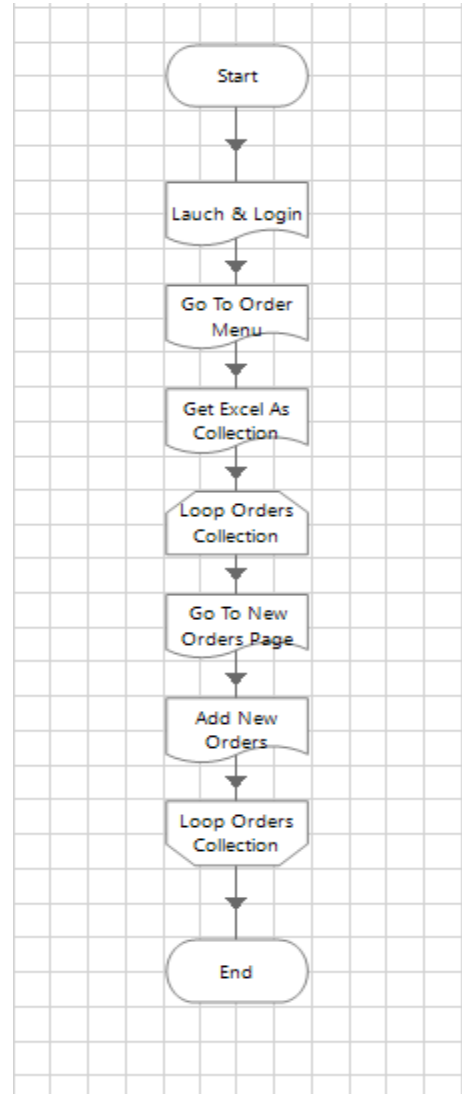 Start
Lauch & Login
Go To Order
Menu
Get Excel As
Collection
Loop Orders
Collection
Go To New
Orders Page
Add New
Orders
Loop Orders
Collection
End